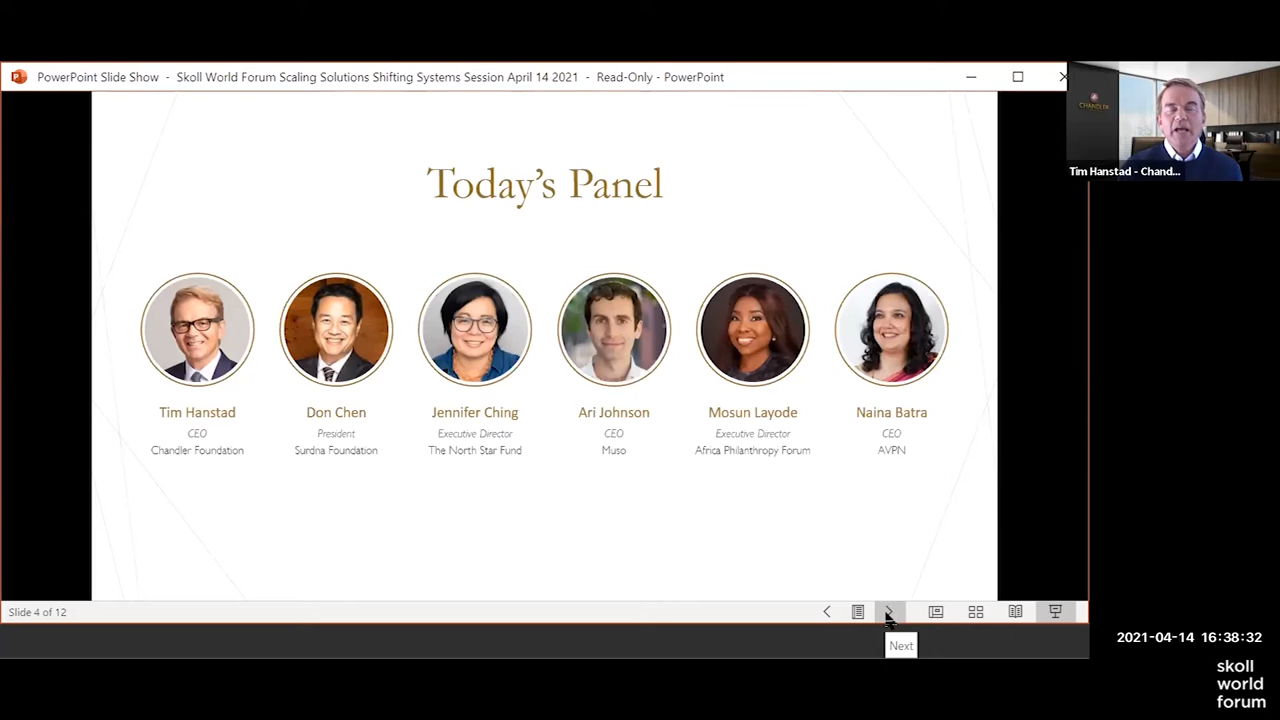 PowerPoint Slide Show - Skoll World Forum Scaling Solutions Shifting Systems Session April 14 2021 - Read-Only - PowerPoint
CHANDLER
Tim Hanstad - Chand...
Today's Panel
Tim Hanstad
CEO
Chandler Foundation
Don Chen
President
Surdna Foundation
Jennifer Ching
Executive Director
The North Star Fund
Ari Johnson
CEO
Muso
Mosun Layode
Executive Director
Africa Philanthropy Forum
Naina Batra
CEO
AVPN
Slide 4 of 12
Next
2021-04-14 16:38:32
skoll
world
forum